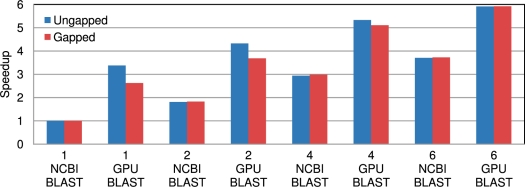 6
5
4
3
2
1
0
Speedup
Ungapped
Gapped
1 1 2 2 4 4 6 6
NCBI GPU NCBI GPU NCBI GPU NCBI GPU
BLAST BLAST BLAST BLAST BLAST BLAST BLAST BLAST